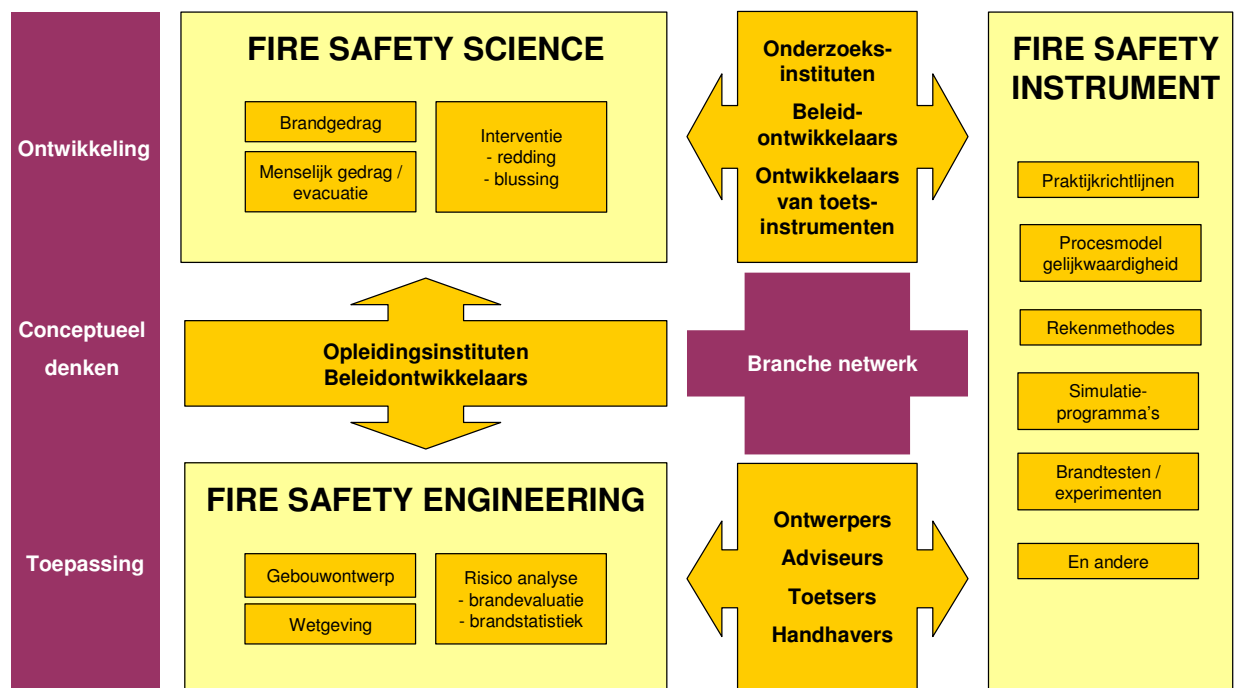 Ontwikkeling
Conceptueel
denken
Toepassing
FIRE SAFETY SCIENCE
Brandgedrag
Menselijk gedrag /
evacuatie
Interventie
- redding
- blussing
Onderzoeks-
instituten
Beleid-
ontwikkelaars
Ontwikkelaars
van toets-
instrumenten
FIRE SAFETY
INSTRUMENT
Praktijkrichtlijnen
Procesmodel
gelijkwaardigheid
Rekenmethodes
Simulatie-
programma's
Brandtesten /
experimenten
En andere
Opleidingsinstituten
Beleidontwikkelaars
Branche netwerk
FIRE SAFETY ENGINEERING
Gebouwontwerp
Wetgeving
Risico analyse
- brandevaluatie
- brandstatistiek
Ontwerpers
Adviseurs
Toetsers
Handhavers